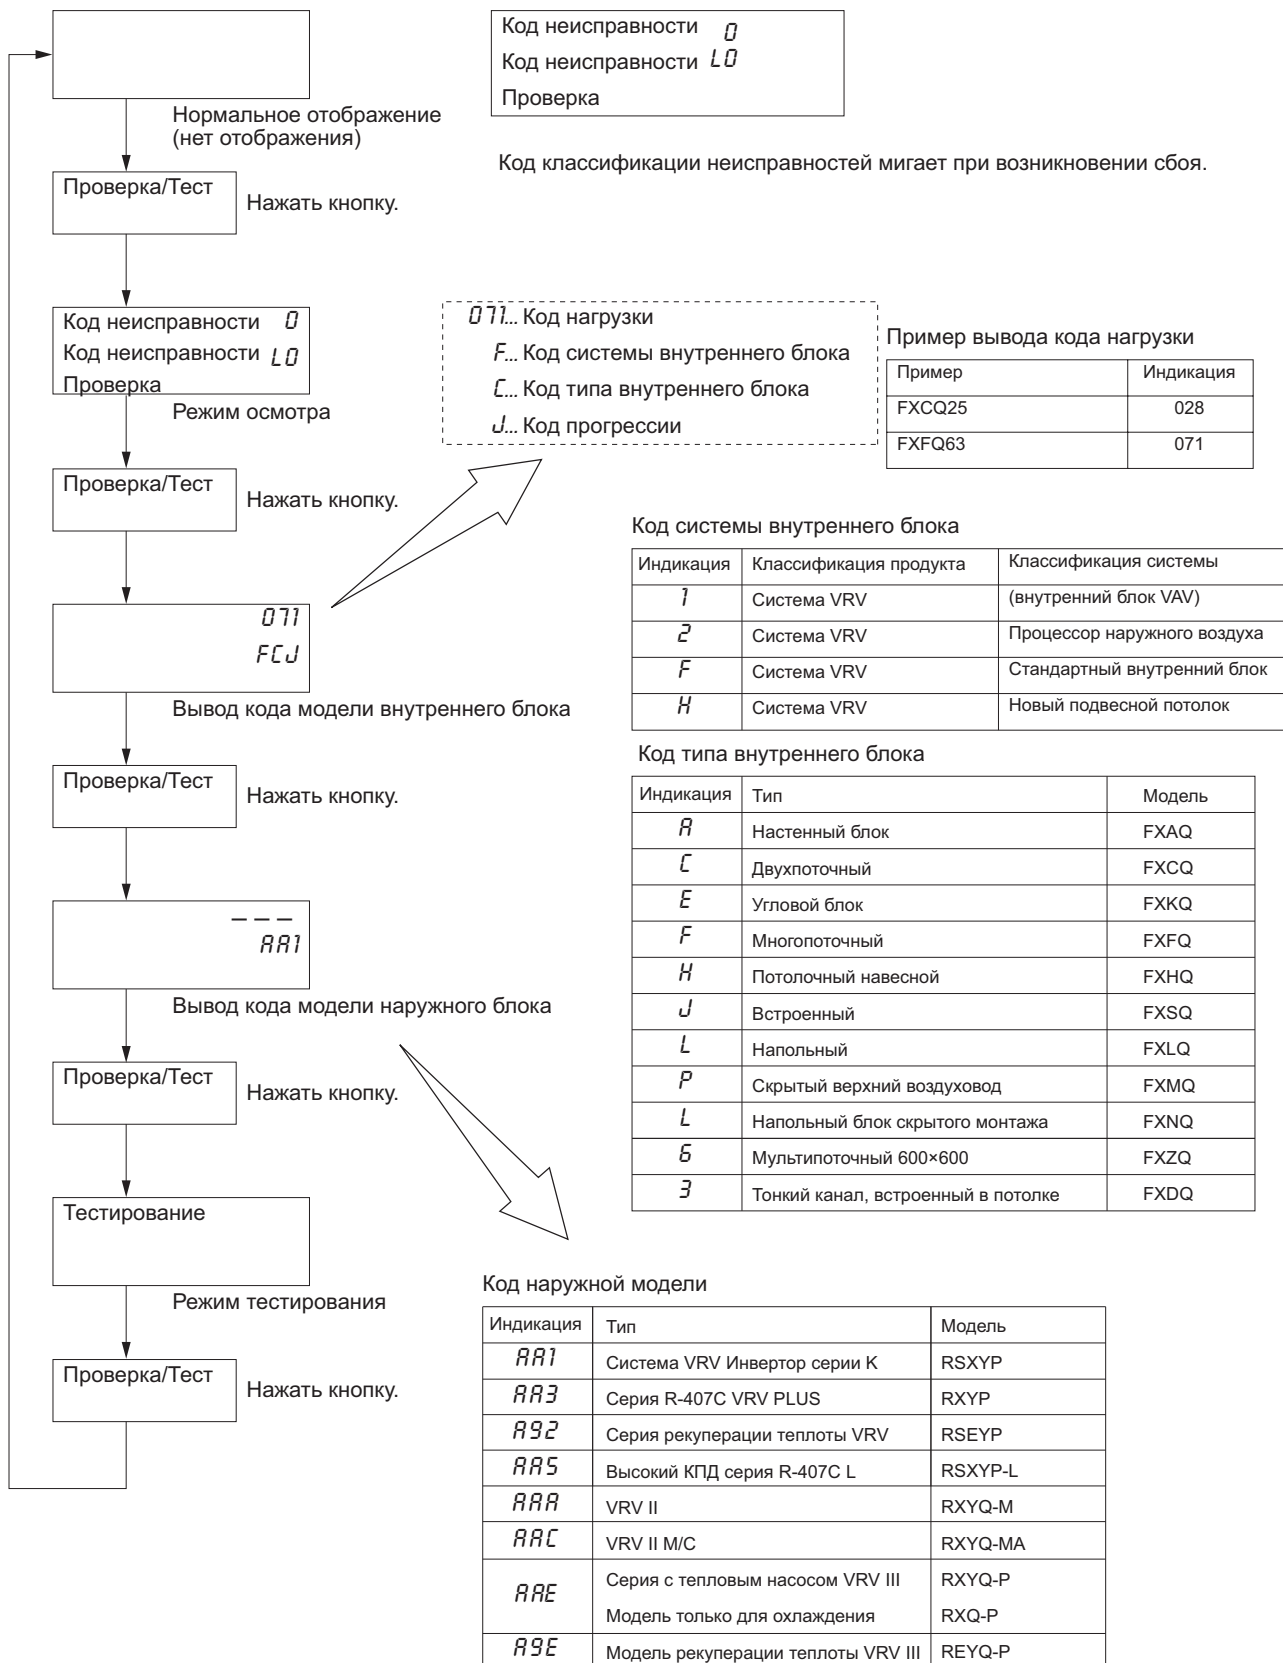 Код неисправности 0
Код неисправности L0
Проверка
Нормальное отображение
(нет отображения)
Код классификации неисправностей мигает при возникновении сбоя.
Проверка/Тест
Нажать кнопку.
Код неисправности 0
Код неисправности L0
Проверка
Режим осмотра
071... Код нагрузки
F... Код системы внутреннего блока
C... Код типа внутреннего блока
J... Код прогрессии
Пример вывода кода нагрузки
Пример Индикация
FXCQ25 028
FXFQ63 071
Проверка/Тест
Нажать кнопку.
071
FCJ
Вывод кода модели внутреннего блока
Код системы внутреннего блока
Индикация Классификация продукта Классификация системы
1 Система VRV (внутренний блок VAV)
2 Система VRV Процессор наружного воздуха
F Система VRV Стандартный внутренний блок
H Система VRV Новый подвесной потолок
Проверка/Тест
Нажать кнопку.
– – –
AA1
Вывод кода модели наружного блока
Код типа внутреннего блока
Индикация Тип Модель
A Настенный блок FXAQ
C Двухпоточный FXCQ
E Угловой блок FXKQ
F Многопоточный FXFQ
H Потолочный навесной FXHQ
J Встроенный FXSQ
L Напольный FXLQ
P Скрытый верхний воздуховод FXMQ
L Напольный блок скрытого монтажа FXNQ
6 Мультипоточный 600×600 FXZQ
3 Тонкий канал, встроенный в потолке FXDQ
Проверка/Тест
Нажать кнопку.
Тестирование
Режим тестирования
Проверка/Тест
Нажать кнопку.
Код наружной модели
Индикация Тип Модель
AA1 Система VRV Инвертор серии K RSXYP
AA3 Серия R-407C VRV PLUS RXYP
A92 Серия рекуперации теплоты VRV RSEYP
AA5 Высокий КПД серия R-407C L RSXYP-L
AAA VRV II RXYQ-M
AAC VRV II M/C RXYQ-MA
AAE Серия с тепловым насосом VRV III RXYQ-P
Модель только для охлаждения RXQ-P
A9E Модель рекуперации теплоты VRV III REYQ-P